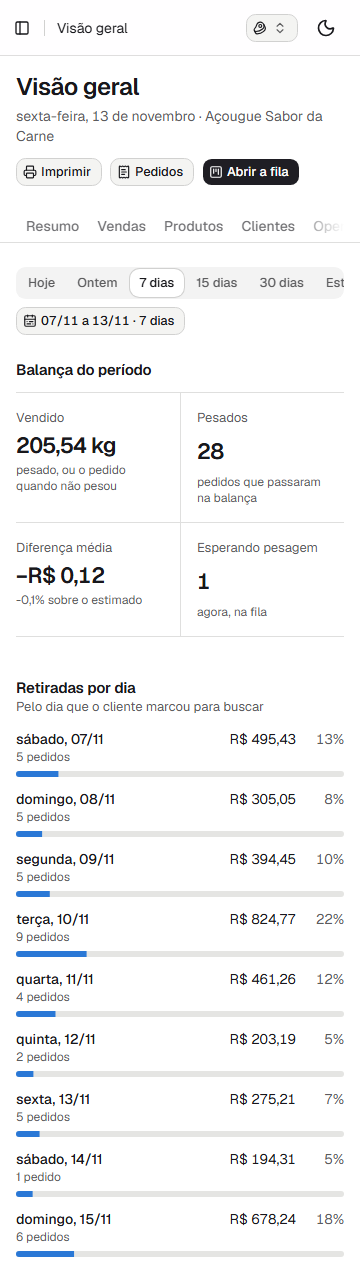 Visão geral
Visão geral
sexta-feira, 13 de novembro · Açougue Sabor da
Carne
Imprimir
Pedidos
Abrir a fila
Resumo
Vendas
Produtos
Clientes
Ope
Hoje
Ontem
7 dias
15 dias
30 dias
Est
07/11 a 13/11 · 7 dias
Balança do período
Vendido
205,54 kg
pesado, ou o pedido
quando não pesou
Pesados
28
pedidos que passaram
na balança
Diferença média
−R$ 0,12
-0,1% sobre o estimado
Esperando pesagem
1
agora, na fila
Retiradas por dia
Pelo dia que o cliente marcou para buscar
sábado, 07/11 R$ 495,43 13%
5 pedidos
domingo, 08/11 R$ 305,05 8%
5 pedidos
segunda, 09/11 R$ 394,45 10%
5 pedidos
terça, 10/11 R$ 824,77 22%
9 pedidos
quarta, 11/11 R$ 461,26 12%
4 pedidos
quinta, 12/11 R$ 203,19 5%
2 pedidos
sexta, 13/11 R$ 275,21 7%
5 pedidos
sábado, 14/11 R$ 194,31 5%
1 pedido
domingo, 15/11 R$ 678,24 18%
6 pedidos